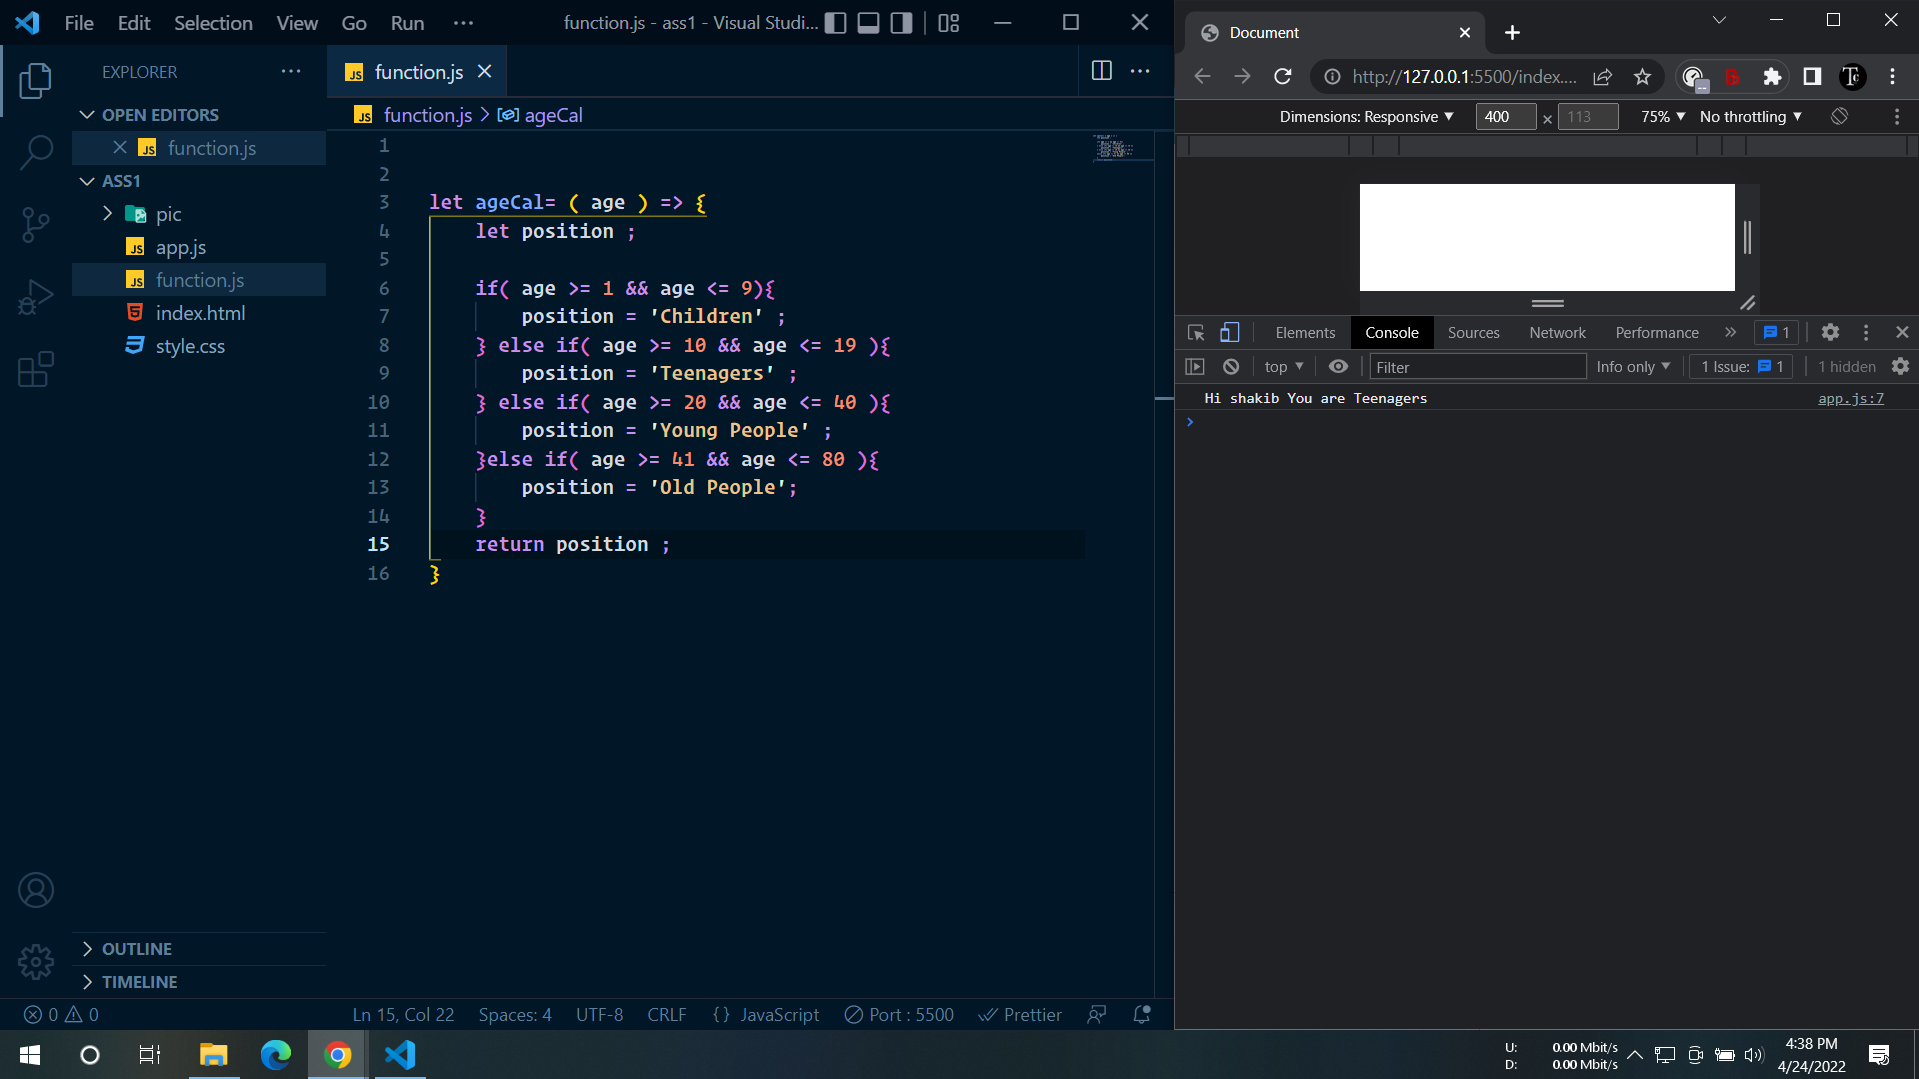 File Edit Selection View Go Run ··· function.js - ass1 - Visual Studi...
EXPLORER ···
OPEN EDITORS
JS function.js
ASS1
pic
JS app.js
JS function.js
index.html
style.css
OUTLINE
TIMELINE
JS function.js
JS function.js > ageCal
1
2
3 let ageCal= ( age ) => {
4 let position ;
5
6 if( age >= 1 && age <= 9){
7 position = 'Children' ;
8 } else if( age >= 10 && age <= 19 ){
9 position = 'Teenagers' ;
10 } else if( age >= 20 && age <= 40 ){
11 position = 'Young People' ;
12 }else if( age >= 41 && age <= 80 ){
13 position = 'Old People';
14 }
15 return position ;
16 }
0 0 Ln 15, Col 22 Spaces: 4 UTF-8 CRLF {} JavaScript Port : 5500 Prettier
Document
http://127.0.0.1:5500/index....
Dimensions: Responsive 400 × 113 75% No throttling
Elements Console Sources Network Performance » 1
top Filter Info only 1 Issue: 1 1 hidden
Hi shakib You are Teenagers app.js:7
U: 0.00 Mbit/s
D: 0.00 Mbit/s
4:38 PM
4/24/2022